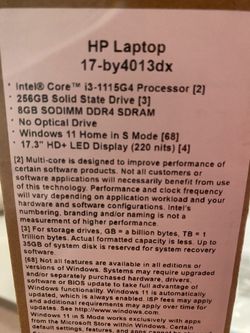 HP Laptop
17-by4013dx
• Intel® Core™ i3-1115G4 Processor [2]
• 256GB Solid State Drive [3]
• 8GB SODIMM DDR4 SDRAM
• No Optical Drive
• Windows 11 Home in S Mode [68]
• 17.3" HD+ LED Display (220 nits) [4]
[2] Multi-core is designed to improve performance of
certain software products. Not all customers or
software applications will necessarily benefit from use
of this technology. Performance and clock frequency
will vary depending on application workload and your
hardware and software configurations. Intel's
numbering, branding and/or naming is not a
measurement of higher performance.
[3] For storage drives, GB = a billion bytes, TB = 1
trillion bytes. Actual formatted capacity is less. Up to
35GB of system disk is reserved for system recovery
software.
[68] Not all features are available in all editions or
versions of Windows. Systems may require upgraded
and/or separately purchased hardware, drivers,
software or BIOS update to take full advantage of
Windows functionality. Windows 11 is automatically
updated, which is always enabled. ISP fees may apply
and additional requirements may apply over time for
updates. See http://www.windows.com.
Windows 11 in S Mode works exclusively with apps
from the Microsoft Store within Windows. Certain
default settings, features, and apps